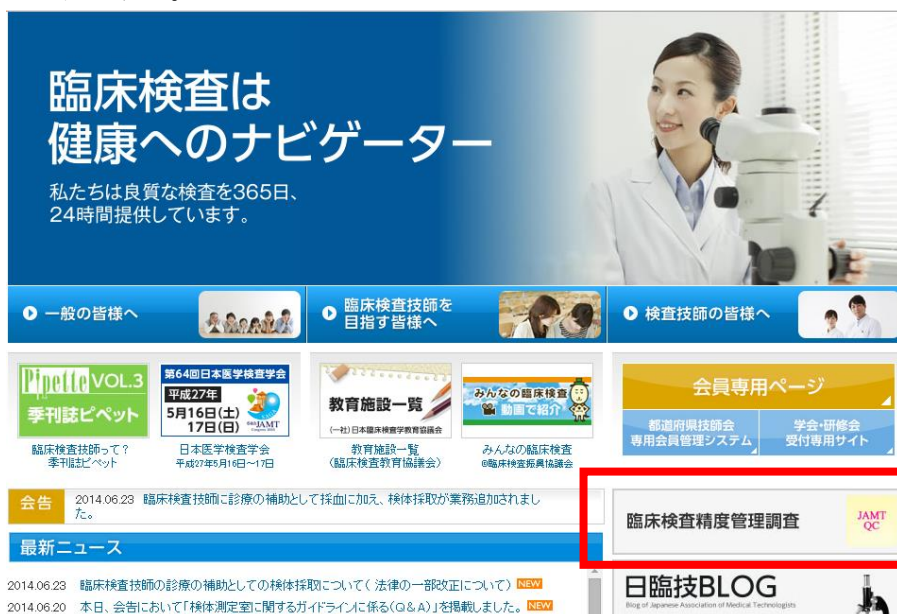 臨床検査は
健康へのナビゲーター
私たちは良質な検査を365日、
24時間提供しています。
一般の皆様へ
臨床検査技師を
目指す皆様へ
検査技師の皆様へ
Pipette VOL.3
季刊誌ピペット
臨床検査技師って？
季刊誌ピペット
第64回日本医学検査学会
平成27年
5月16日(土)
17日(日)
日本医学検査学会
平成27年5月16日～17日
教育施設一覧
(一社)日本臨床検査学教育協議会
教育施設一覧
(臨床検査教育協議会)
みんなの臨床検査
動画で紹介
みんなの臨床検査
©臨床検査振興協議会
会員専用ページ
都道府県技師会
専用会員管理システム
学会・研修会
受付専用サイト
会告
2014.06.23 臨床検査技師に診療の補助として採血に加え、検体採取が業務追加されまし
た。
臨床検査精度管理調査
JAMT
QC
最新ニュース
2014.06.23 臨床検査技師の診療の補助としての検体採取について(法律の一部改正について) NEW
2014.06.20 本日、会告において「検体測定室に関するガイドラインに係る(Q&A)」を掲載しました。 NEW
日臨技BLOG
Blog of Japanese Association of Medical Technologists